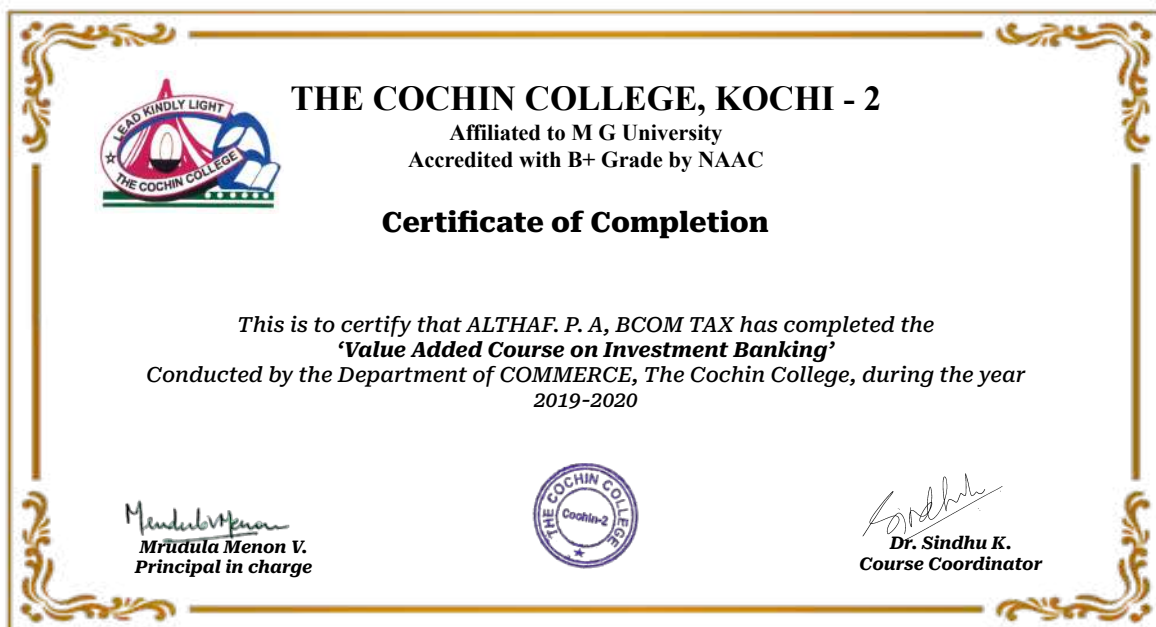 THE COCHIN COLLEGE, KOCHI - 2
Affiliated to M G University
Accredited with B+ Grade by NAAC
LEAD KINDLY LIGHT
THE COCHIN COLLEGE
Certificate of Completion
This is to certify that ALTHAF. P. A, BCOM TAX has completed the
‘Value Added Course on Investment Banking’
Conducted by the Department of COMMERCE, The Cochin College, during the year
2019-2020
THE COCHIN COLLEGE
Cochin-2
MrudulaVMenon
Mrudula Menon V.
Principal in charge
Sindhu
Dr. Sindhu K.
Course Coordinator